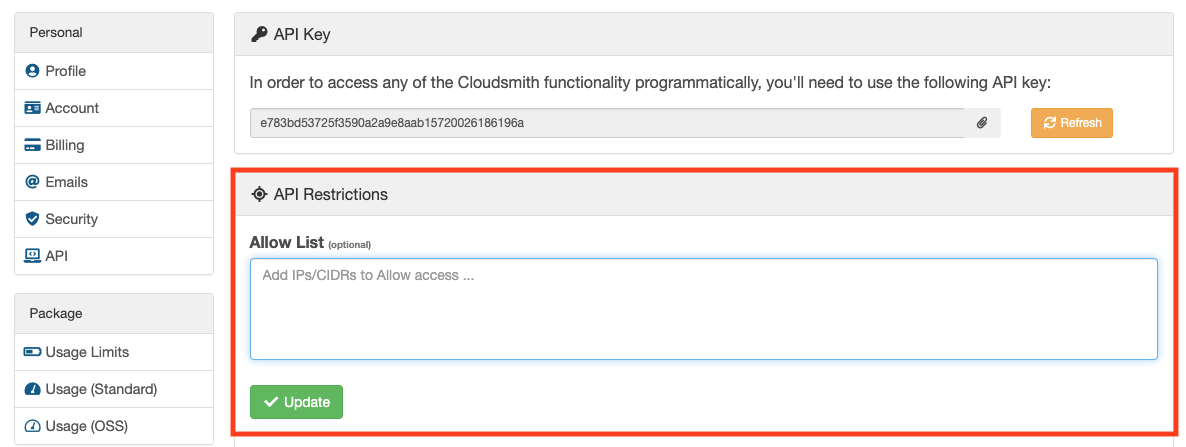 Personal
Profile
Account
Billing
Emails
Security
API
Package
Usage Limits
Usage (Standard)
Usage (OSS)
API Key
In order to access any of the Cloudsmith functionality programmatically, you'll need to use the following API key:
e783bd53725f3590a2a9e8aab15720026186196a
Refresh
API Restrictions
Allow List (optional)
Add IPs/CIDRs to Allow access ...
Update